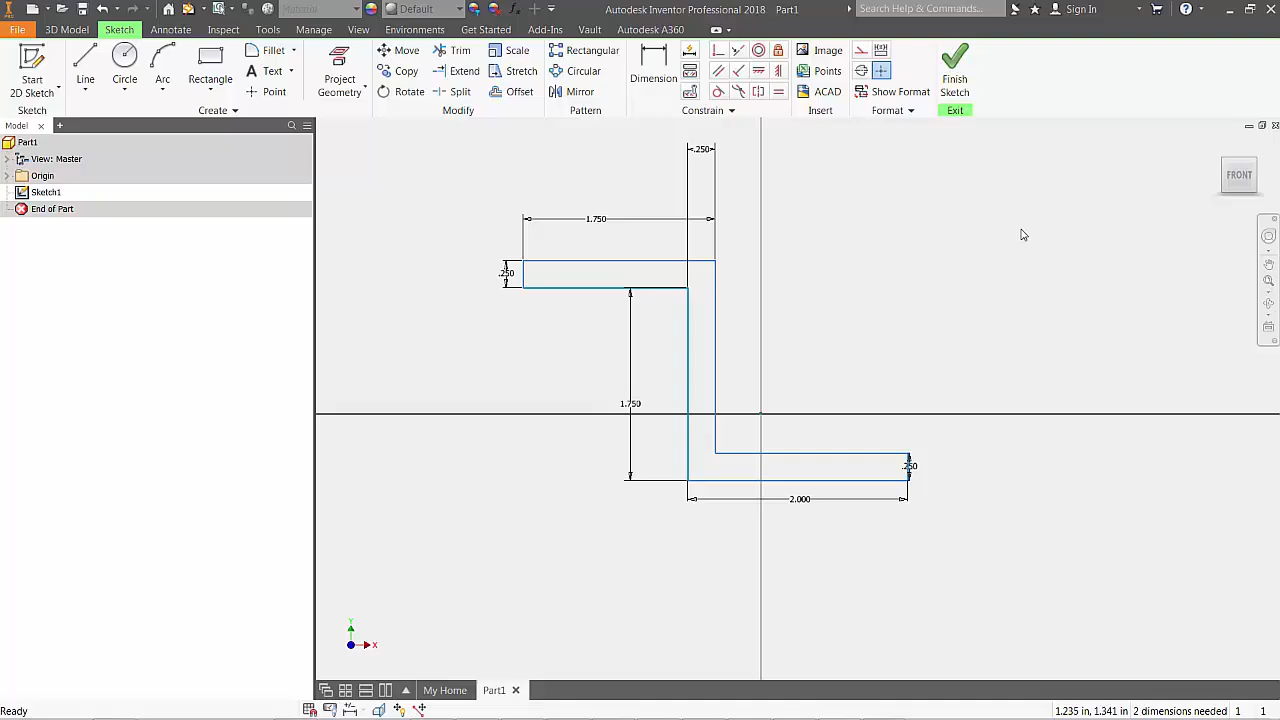 Material
Default
Autodesk Inventor Professional 2018 Part1
Search Help & Commands...
Sign In
File 3D Model Sketch Annotate Inspect Tools Manage View Environments Get Started Add-Ins Vault Autodesk A360
Start 2D Sketch
Line
Circle
Arc
Rectangle
Fillet
Text
Point
Project Geometry
Move
Copy
Rotate
Trim
Extend
Split
Scale
Stretch
Offset
Rectangular
Circular
Mirror
Dimension
Image
Points
ACAD
Show Format
Finish Sketch
Sketch Create Modify Pattern Constrain Insert Format Exit
Model
Part1
View: Master
Origin
Sketch1
End of Part
.250
1.750
.250
1.750
.250
2.000
FRONT
Y
X
My Home Part1
Ready
1.235 in, 1.341 in 2 dimensions needed 1 1